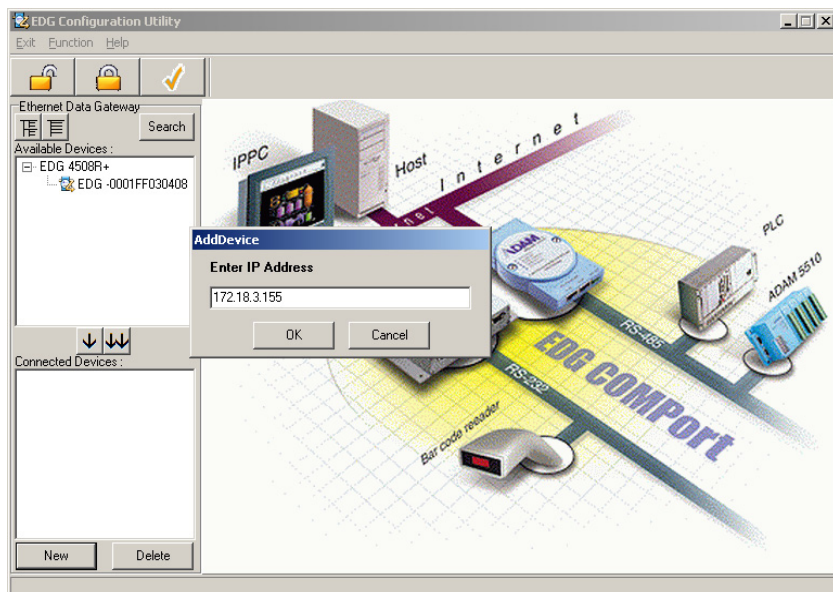 EDG Configuration Utility
Exit Function Help
Ethernet Data Gateway
Search
Available Devices :
EDG 4508R+
EDG -0001FF030408
Connected Devices :
New
Delete
AddDevice
Enter IP Address
172.18.3.155
OK
Cancel
IPPC
Host
Internet
ADAM
PLC
ADAM 5510
RS-485
RS-232
EDG COMPort
Bar code reeader